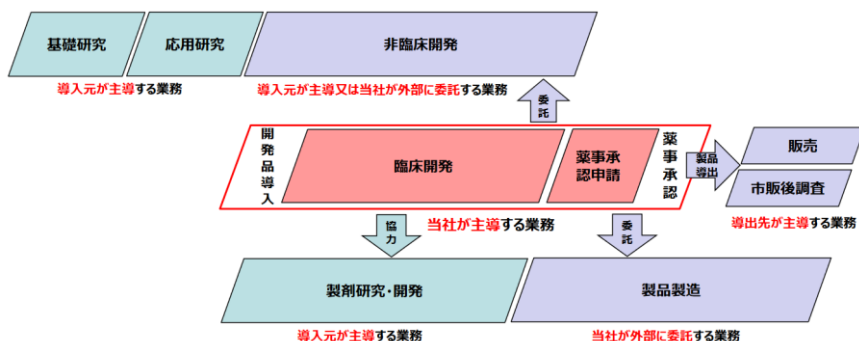 基礎研究
応用研究
非臨床開発
導入元が主導する業務
導入元が主導又は当社が外部に委託する業務
委託
開発品導入
臨床開発
薬事承
認申請
薬事承認
製品
導出
販売
市販後調査
当社が主導する業務
導出先が主導する業務
協力
委託
製剤研究・開発
製品製造
導入元が主導する業務
当社が外部に委託する業務